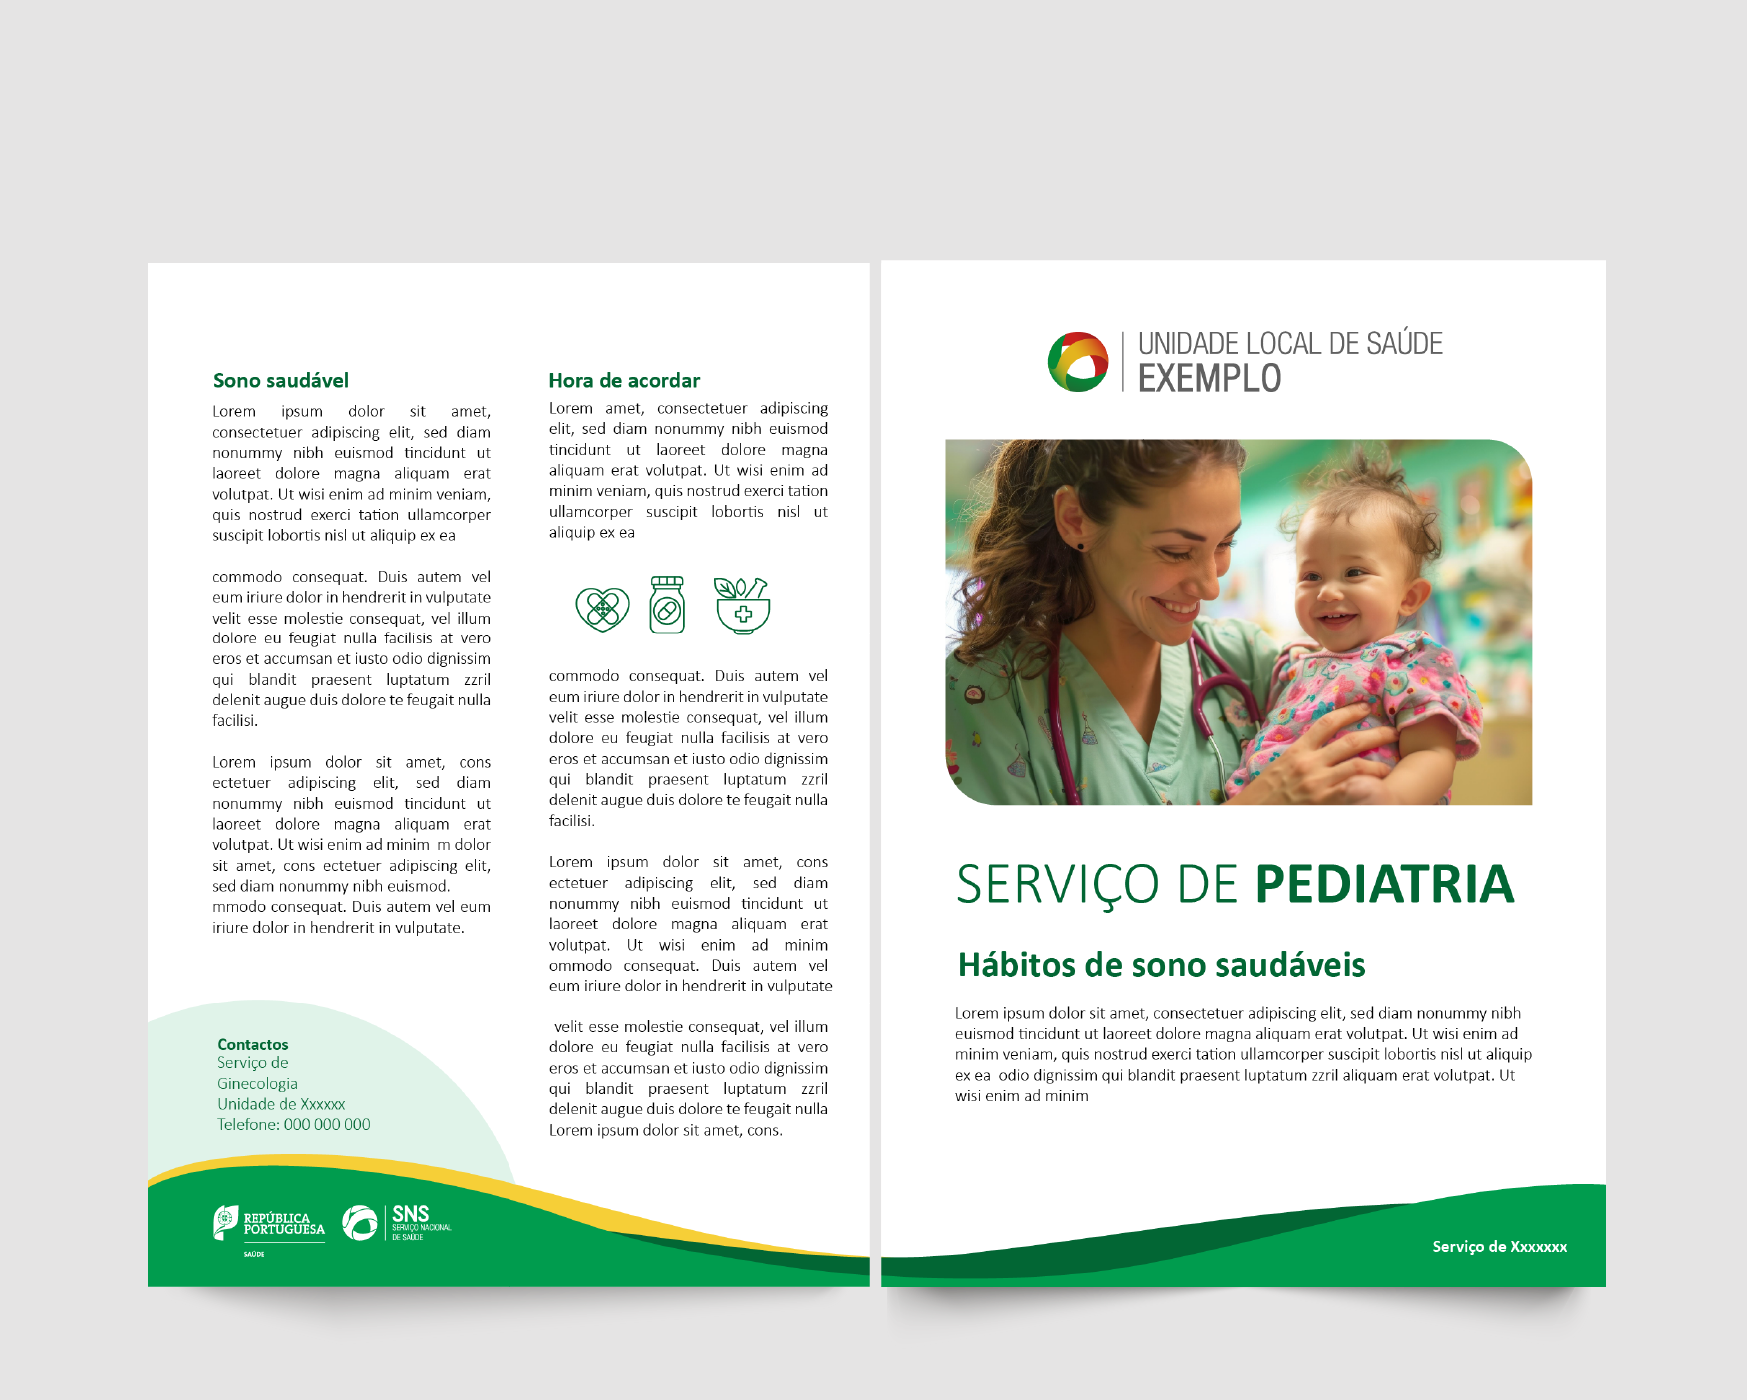 Sono saudável
Lorem ipsum dolor sit amet,
consectetuer adipiscing elit, sed diam
nonummy nibh euismod tincidunt ut
laoreet dolore magna aliquam erat
volutpat. Ut wisi enim ad minim veniam,
quis nostrud exerci tation ullamcorper
suscipit lobortis nisl ut aliquip ex ea
commodo consequat. Duis autem vel
eum iriure dolor in hendrerit in vulputate
velit esse molestie consequat, vel illum
dolore eu feugiat nulla facilisis at vero
eros et accumsan et iusto odio dignissim
qui blandit praesent luptatum zzril
delenit augue duis dolore te feugait nulla
facilisi.
Lorem ipsum dolor sit amet, cons
ectetuer adipiscing elit, sed diam
nonummy nibh euismod tincidunt ut
laoreet dolore magna aliquam erat
volutpat. Ut wisi enim ad minim m dolor
sit amet, cons ectetuer adipiscing elit,
sed diam nonummy nibh euismod.
mmodo consequat. Duis autem vel eum
iriure dolor in hendrerit in vulputate.
Contactos
Serviço de
Ginecologia
Unidade de Xxxxxx
Telefone: 000 000 000
REPÚBLICA
PORTUGUESA
SAÚDE
SNS
SERVIÇO NACIONAL
DE SAÚDE
Hora de acordar
Lorem amet, consectetuer adipiscing
elit, sed diam nonummy nibh euismod
tincidunt ut laoreet dolore magna
aliquam erat volutpat. Ut wisi enim ad
minim veniam, quis nostrud exerci tation
ullamcorper suscipit lobortis nisl ut
aliquip ex ea
commodo consequat. Duis autem vel
eum iriure dolor in hendrerit in vulputate
velit esse molestie consequat, vel illum
dolore eu feugiat nulla facilisis at vero
eros et accumsan et iusto odio dignissim
qui blandit praesent luptatum zzril
delenit augue duis dolore te feugait nulla
facilisi.
Lorem ipsum dolor sit amet, cons
ectetuer adipiscing elit, sed diam
nonummy nibh euismod tincidunt ut
laoreet dolore magna aliquam erat
volutpat. Ut wisi enim ad minim
ommodo consequat. Duis autem vel
eum iriure dolor in hendrerit in vulputate
velit esse molestie consequat, vel illum
dolore eu feugiat nulla facilisis at vero
eros et accumsan et iusto odio dignissim
qui blandit praesent luptatum zzril
delenit augue duis dolore te feugait nulla
Lorem ipsum dolor sit amet, cons.
UNIDADE LOCAL DE SAÚDE
EXEMPLO
SERVIÇO DE PEDIATRIA
Hábitos de sono saudáveis
Lorem ipsum dolor sit amet, consectetuer adipiscing elit, sed diam nonummy nibh
euismod tincidunt ut laoreet dolore magna aliquam erat volutpat. Ut wisi enim ad
minim veniam, quis nostrud exerci tation ullamcorper suscipit lobortis nisl ut aliquip
ex ea odio dignissim qui blandit praesent luptatum zzril aliquam erat volutpat. Ut
wisi enim ad minim
Serviço de Xxxxxxx